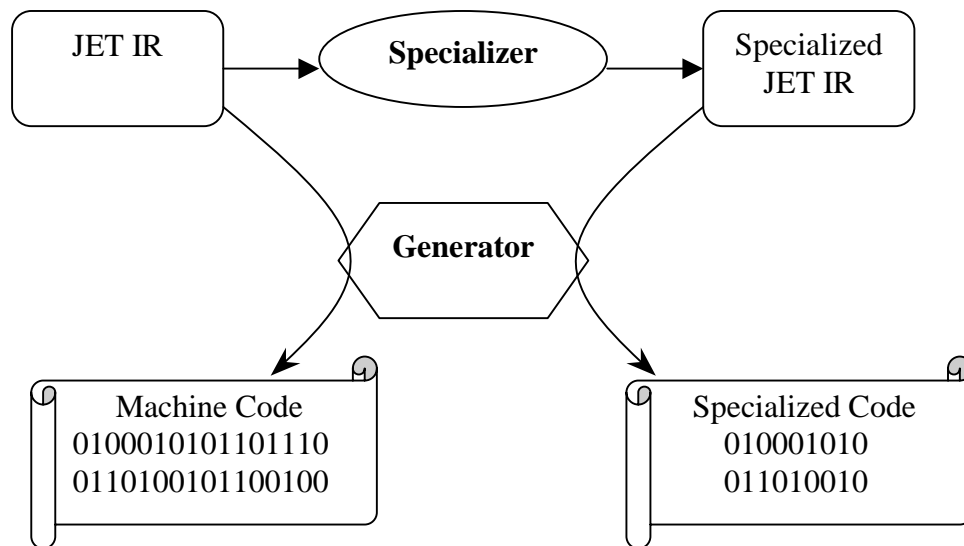 JET IR
Specializer
Specialized
JET IR
Generator
Machine Code
0100010101101110
0110100101100100
Specialized Code
010001010
011010010